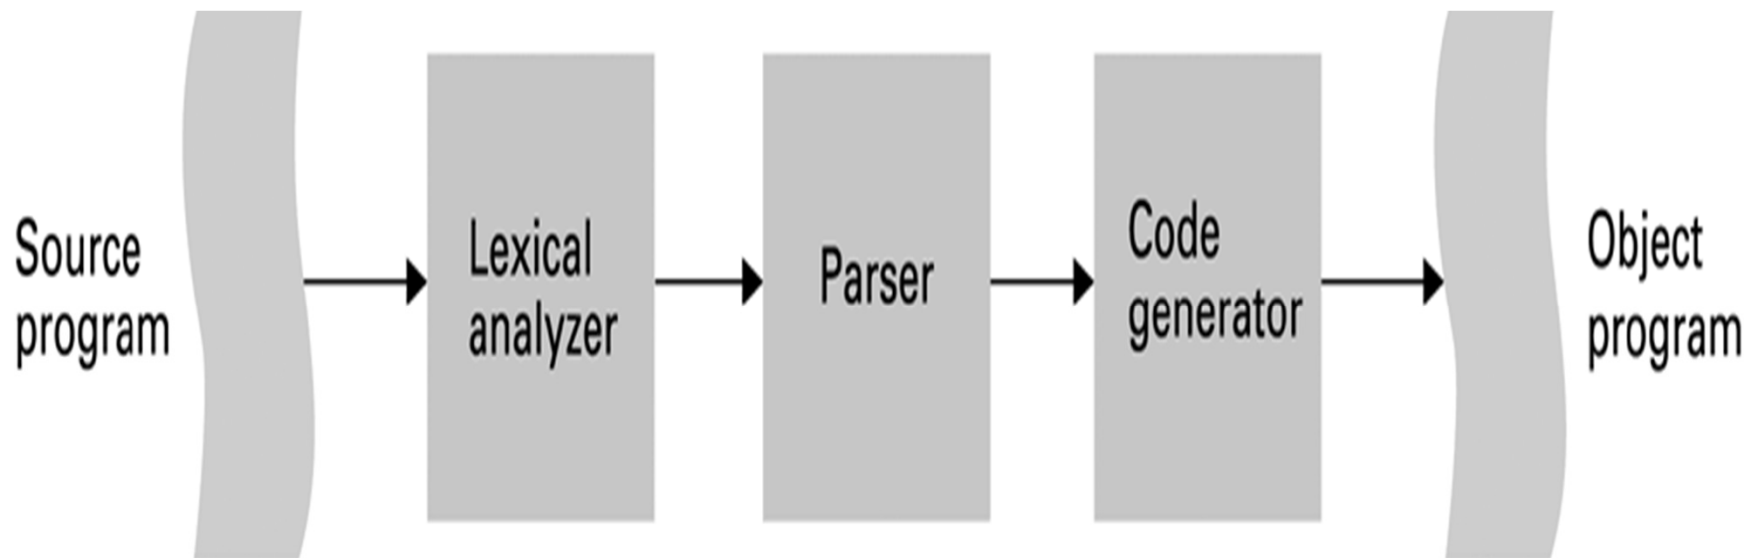 Source
program
Lexical
analyzer
Parser
Code
generator
Object
program